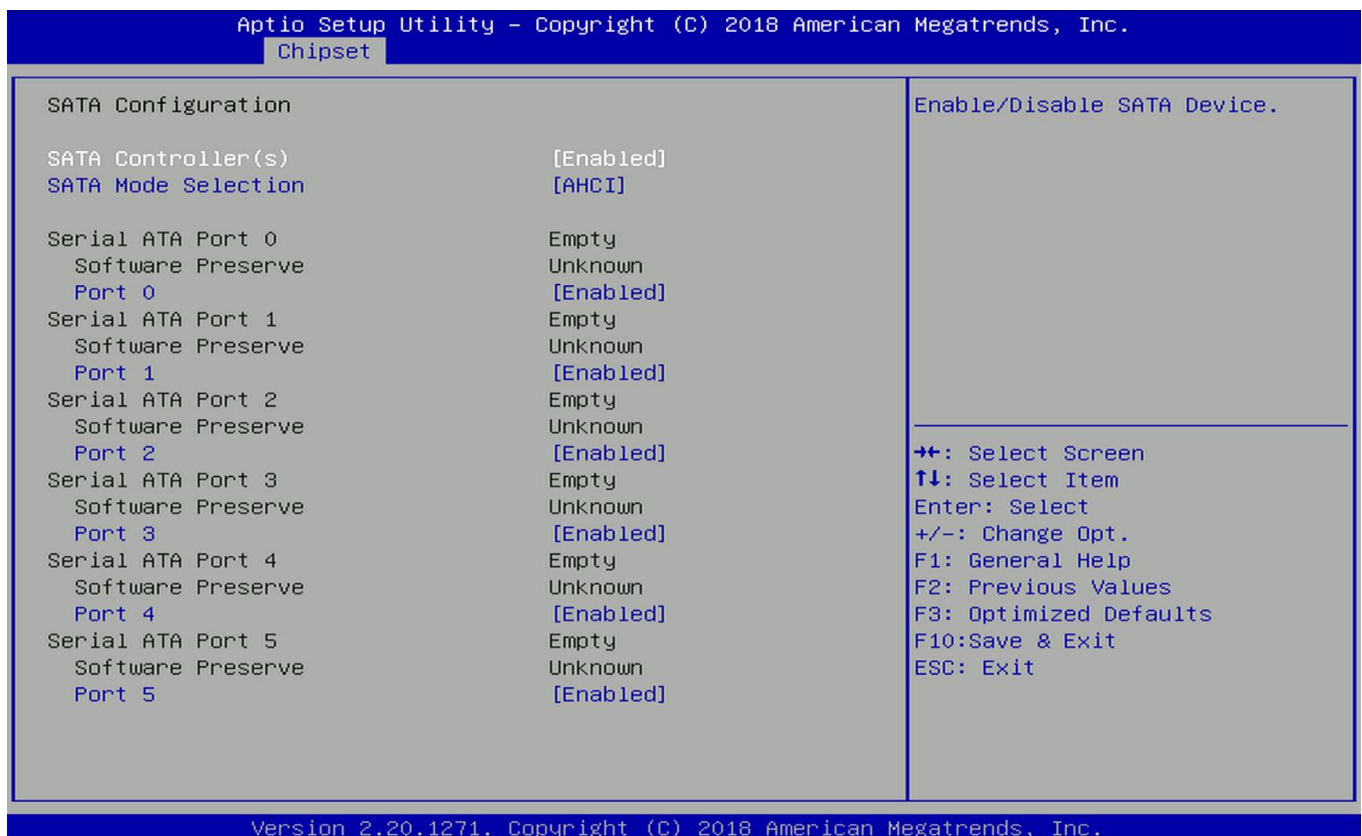 Aptio Setup Utility – Copyright (C) 2018 American Megatrends, Inc.
Chipset
SATA Configuration
Enable/Disable SATA Device.
SATA Controller(s) [Enabled]
SATA Mode Selection [AHCI]
Serial ATA Port 0 Empty
Software Preserve Unknown
Port 0 [Enabled]
Serial ATA Port 1 Empty
Software Preserve Unknown
Port 1 [Enabled]
Serial ATA Port 2 Empty
Software Preserve Unknown
Port 2 [Enabled]
Serial ATA Port 3 Empty
Software Preserve Unknown
Port 3 [Enabled]
Serial ATA Port 4 Empty
Software Preserve Unknown
Port 4 [Enabled]
Serial ATA Port 5 Empty
Software Preserve Unknown
Port 5 [Enabled]
→←: Select Screen
↑↓: Select Item
Enter: Select
+/-: Change Opt.
F1: General Help
F2: Previous Values
F3: Optimized Defaults
F10:Save & Exit
ESC: Exit
Version 2.20.1271. Copyright (C) 2018 American Megatrends, Inc.